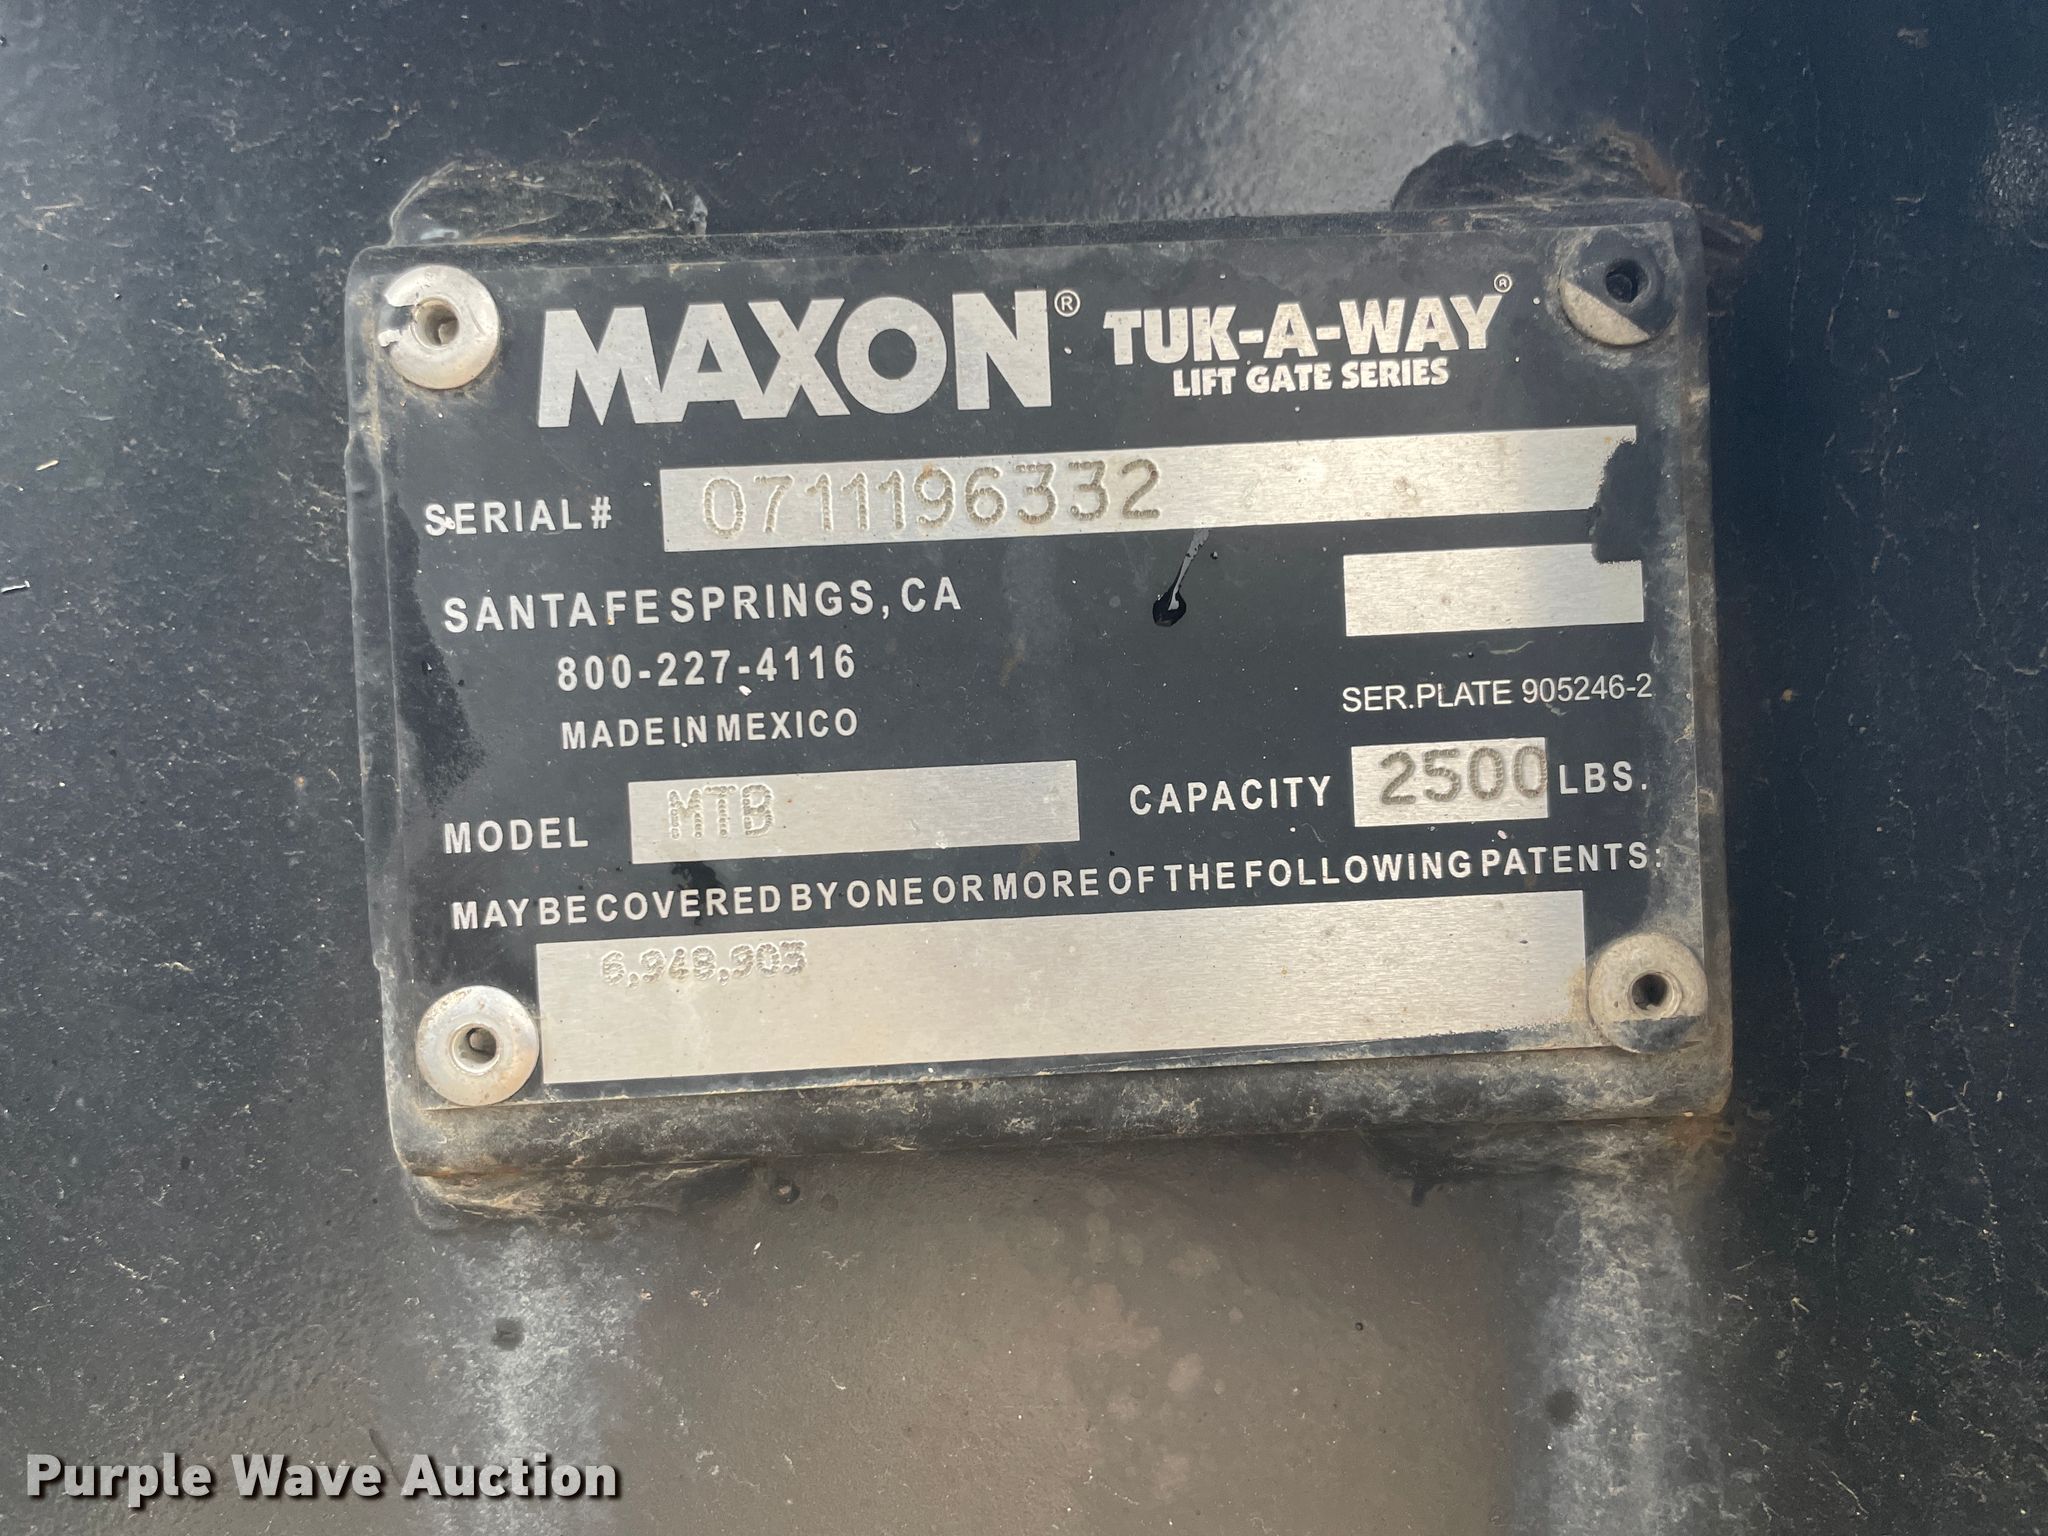 MAXON® TUK-A-WAY®
LIFT GATE SERIES
SERIAL# 0711196332
SANTA FE SPRINGS, CA
800-227-4116
MADE IN MEXICO
SER.PLATE 905246-2
MODEL MTB CAPACITY 2500 LBS.
MAY BE COVERED BY ONE OR MORE OF THE FOLLOWING PATENTS:
6,948,903
Purple Wave Auction